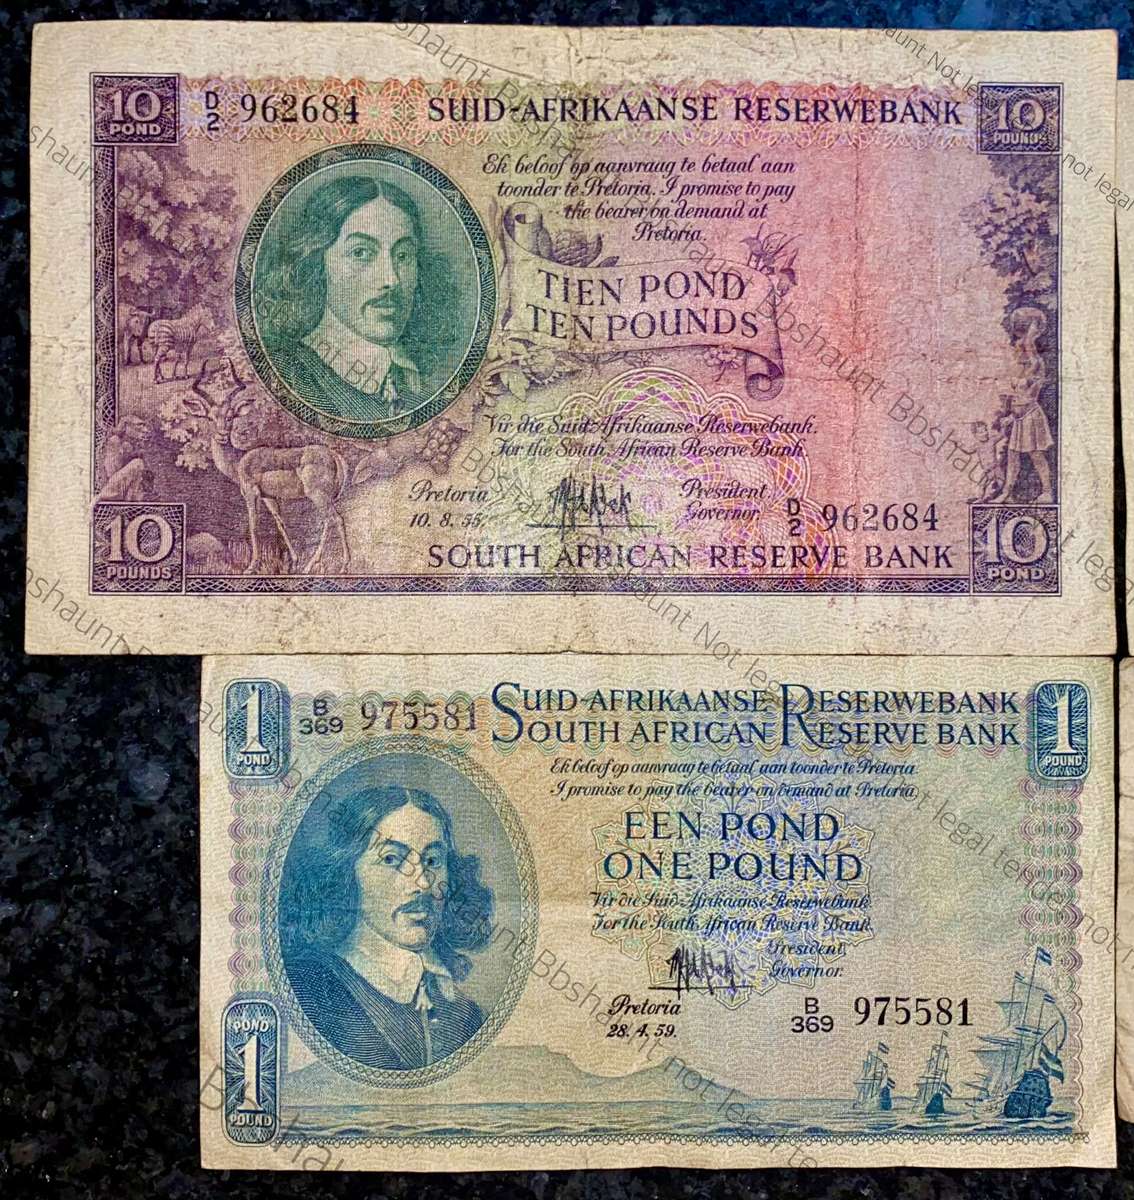 10
POND
D/2 962684
SUID-AFRIKAANSE RESERWEBANK
10
POUNDS
Ek beloof op aanvraag te betaal aan
toonder te Pretoria. I promise to pay
the bearer on demand at
Pretoria.
TIEN POND
TEN POUNDS
Vir die Suid-Afrikaanse Reserwebank.
For the South African Reserve Bank
Pretoria
10. 8. 55.
President
Governor
D/2 962684
10
POUNDS
SOUTH AFRICAN RESERVE BANK
10
POND
1
POND
B/369 975581
SUID-AFRIKAANSE RESERWEBANK
SOUTH AFRICAN RESERVE BANK
1
POUND
Ek beloof op aanvraag te betaal aan toonder te Pretoria
I promise to pay the bearer on demand at Pretoria.
EEN POND
ONE POUND
Vir die Suid-Afrikaanse Reserwebank.
For the South African Reserve Bank
President,
Governor.
Pretoria
28. 4. 59.
B/369 975581
POND
1
POUND
Bbshaunt Not legal tender not legal